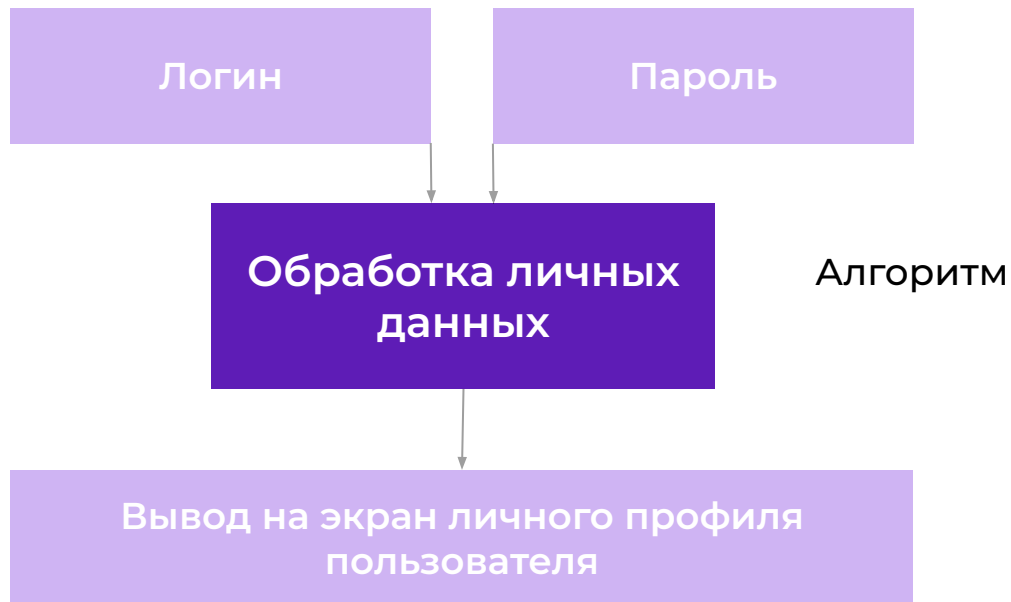 Логин
Пароль
Обработка личных
данных
Алгоритм
Вывод на экран личного профиля
пользователя